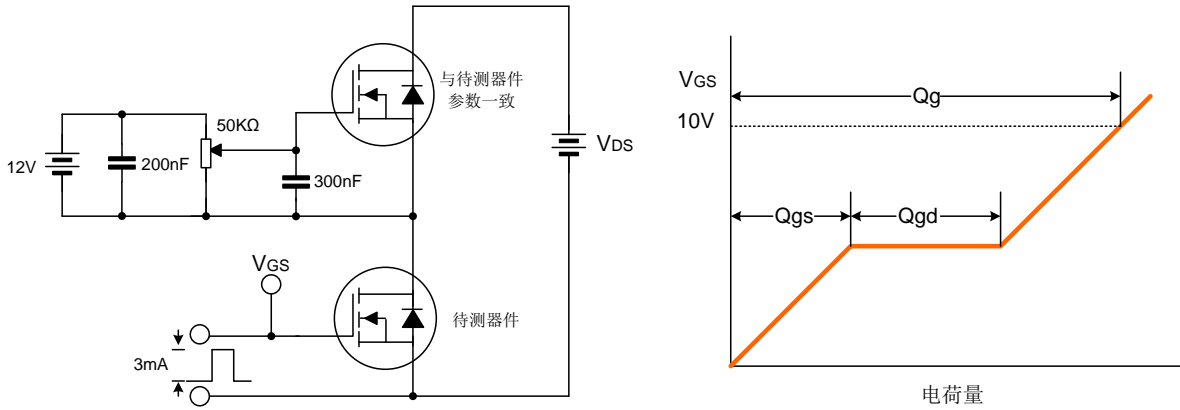 与待测器件
参数一致
12V
200nF
50KΩ
300nF
VDS
VGS
待测器件
3mA
VGS
10V
Qg
Qgs
Qgd
电荷量